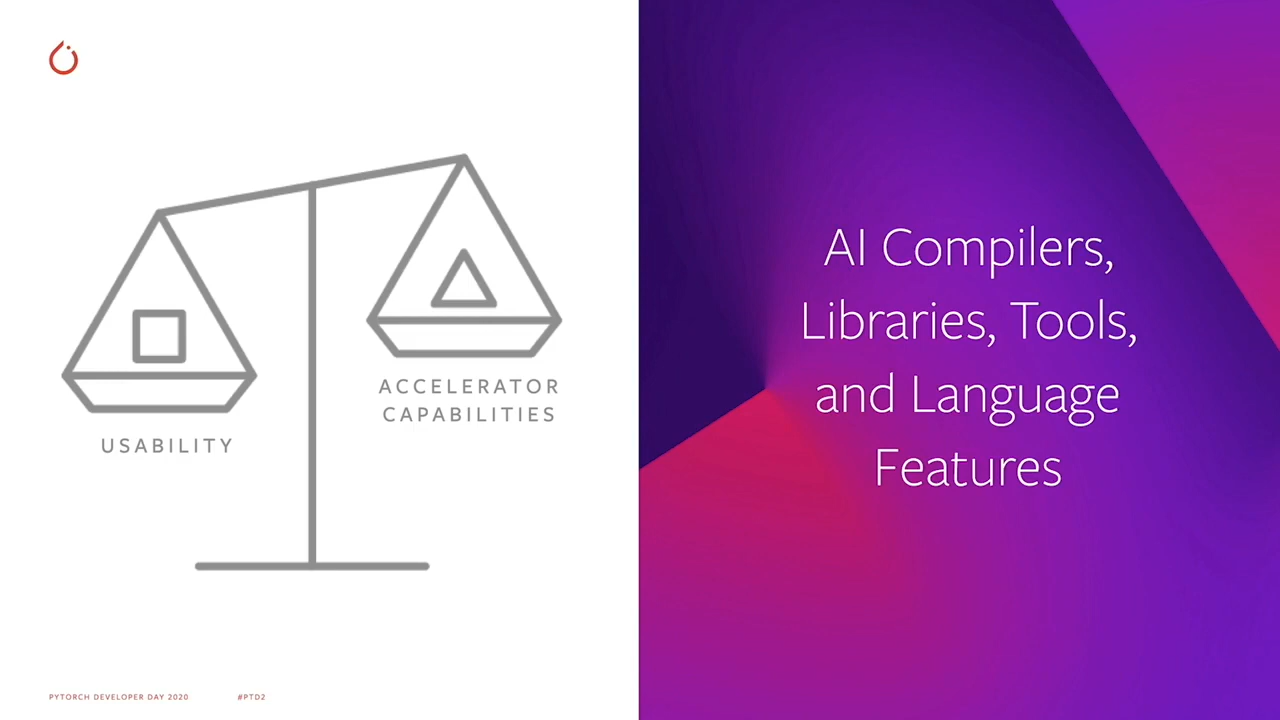 USABILITY
ACCELERATOR
CAPABILITIES
AI Compilers,
Libraries, Tools,
and Language
Features
PYTORCH DEVELOPER DAY 2020
#PTD2